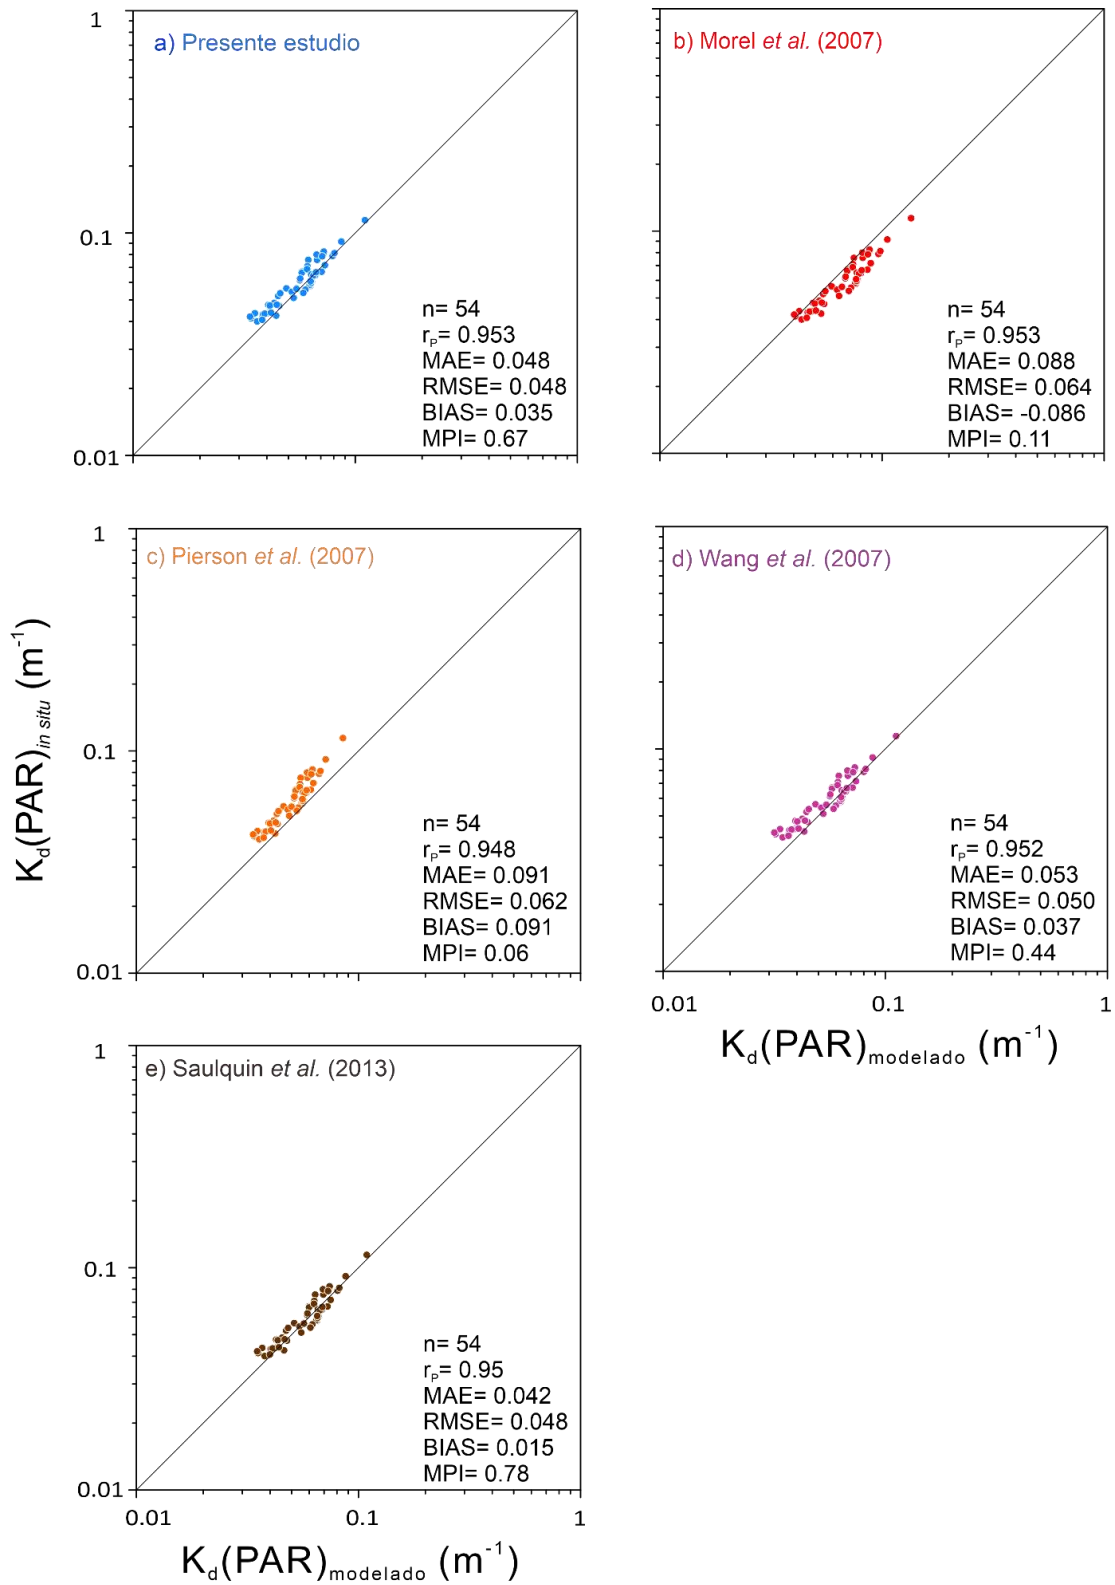 1
a) Presente estudio
0.1
n= 54
rₚ= 0.953
MAE= 0.048
RMSE= 0.048
BIAS= 0.035
MPI= 0.67
0.01
b) Morel et al. (2007)
n= 54
rₚ= 0.953
MAE= 0.088
RMSE= 0.064
BIAS= -0.086
MPI= 0.11
Kd(PAR)in situ (m⁻¹)
1
c) Pierson et al. (2007)
0.1
n= 54
rₚ= 0.948
MAE= 0.091
RMSE= 0.062
BIAS= 0.091
MPI= 0.06
0.01
d) Wang et al. (2007)
n= 54
rₚ= 0.952
MAE= 0.053
RMSE= 0.050
BIAS= 0.037
MPI= 0.44
0.01 0.1 1
Kd(PAR)modelado (m⁻¹)
1
e) Saulquin et al. (2013)
0.1
n= 54
rₚ= 0.95
MAE= 0.042
RMSE= 0.048
BIAS= 0.015
MPI= 0.78
0.01
0.01 0.1 1
Kd(PAR)modelado (m⁻¹)